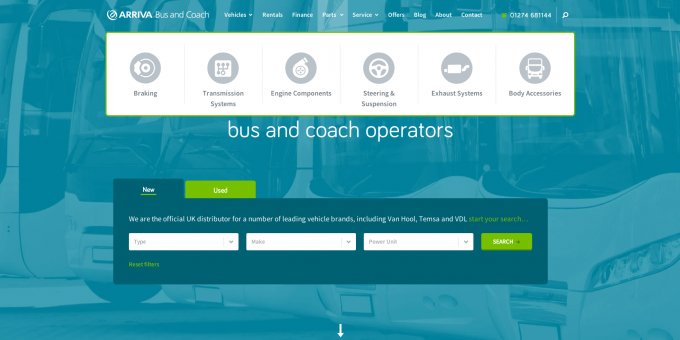 ARRIVA Bus and Coach
Vehicles Rentals Finance Parts Service Offers Blog About Contact 01274 681144
Braking
Transmission
Systems
Engine Components
Steering &
Suspension
Exhaust Systems
Body Accessories
bus and coach operators
New Used
We are the official UK distributor for a number of leading vehicle brands, including Van Hool, Temsa and VDL start your search...
Type Make Power Unit SEARCH
Reset filters